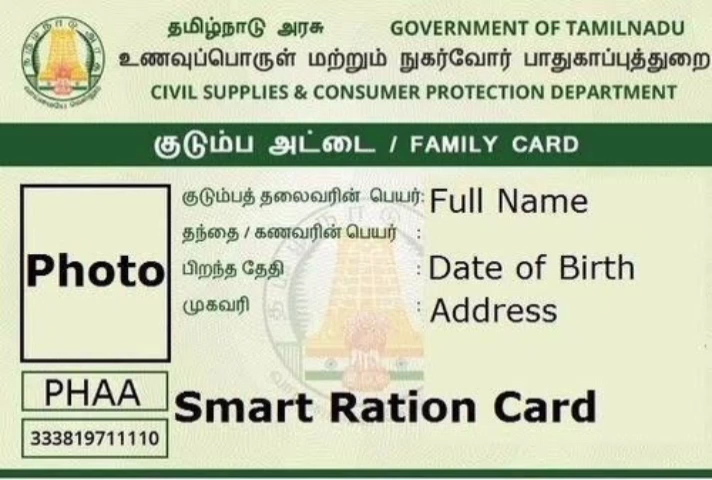 தமிழ்நாடு அரசு GOVERNMENT OF TAMILNADU
உணவுப்பொருள் மற்றும் நுகர்வோர் பாதுகாப்புத்துறை
CIVIL SUPPLIES & CONSUMER PROTECTION DEPARTMENT
குடும்ப அட்டை / FAMILY CARD
குடும்பத் தலைவரின் பெயர்: Full Name
தந்தை / கணவரின் பெயர் :
Photo
பிறந்த தேதி : Date of Birth
முகவரி : Address
PHAA
Smart Ration Card
333819711110